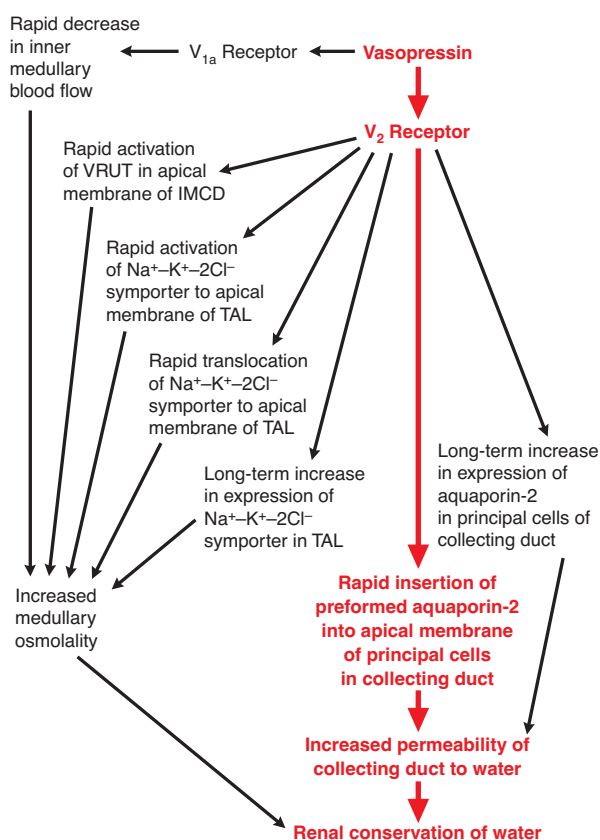 Rapid decrease
in inner
medullary
blood flow
V1a Receptor
Vasopressin
V2 Receptor
Rapid activation
of VRUT in apical
membrane of IMCD
Rapid activation
of Na⁺–K⁺–2Cl⁻
symporter to apical
membrane of TAL
Rapid translocation
of Na⁺–K⁺–2Cl⁻
symporter to apical
membrane of TAL
Long-term increase
in expression of
Na⁺–K⁺–2Cl⁻
symporter in TAL
Long-term increase
in expression of
aquaporin-2
in principal cells of
collecting duct
Increased
medullary
osmolality
Rapid insertion of
preformed aquaporin-2
into apical membrane
of principal cells
in collecting duct
Increased permeability of
collecting duct to water
Renal conservation of water